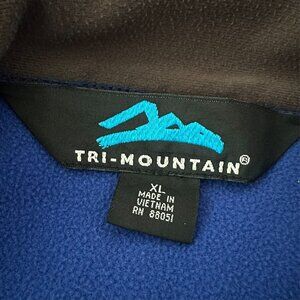 TRI-MOUNTAIN®
XL
MADE IN
VIETNAM
RN 88051